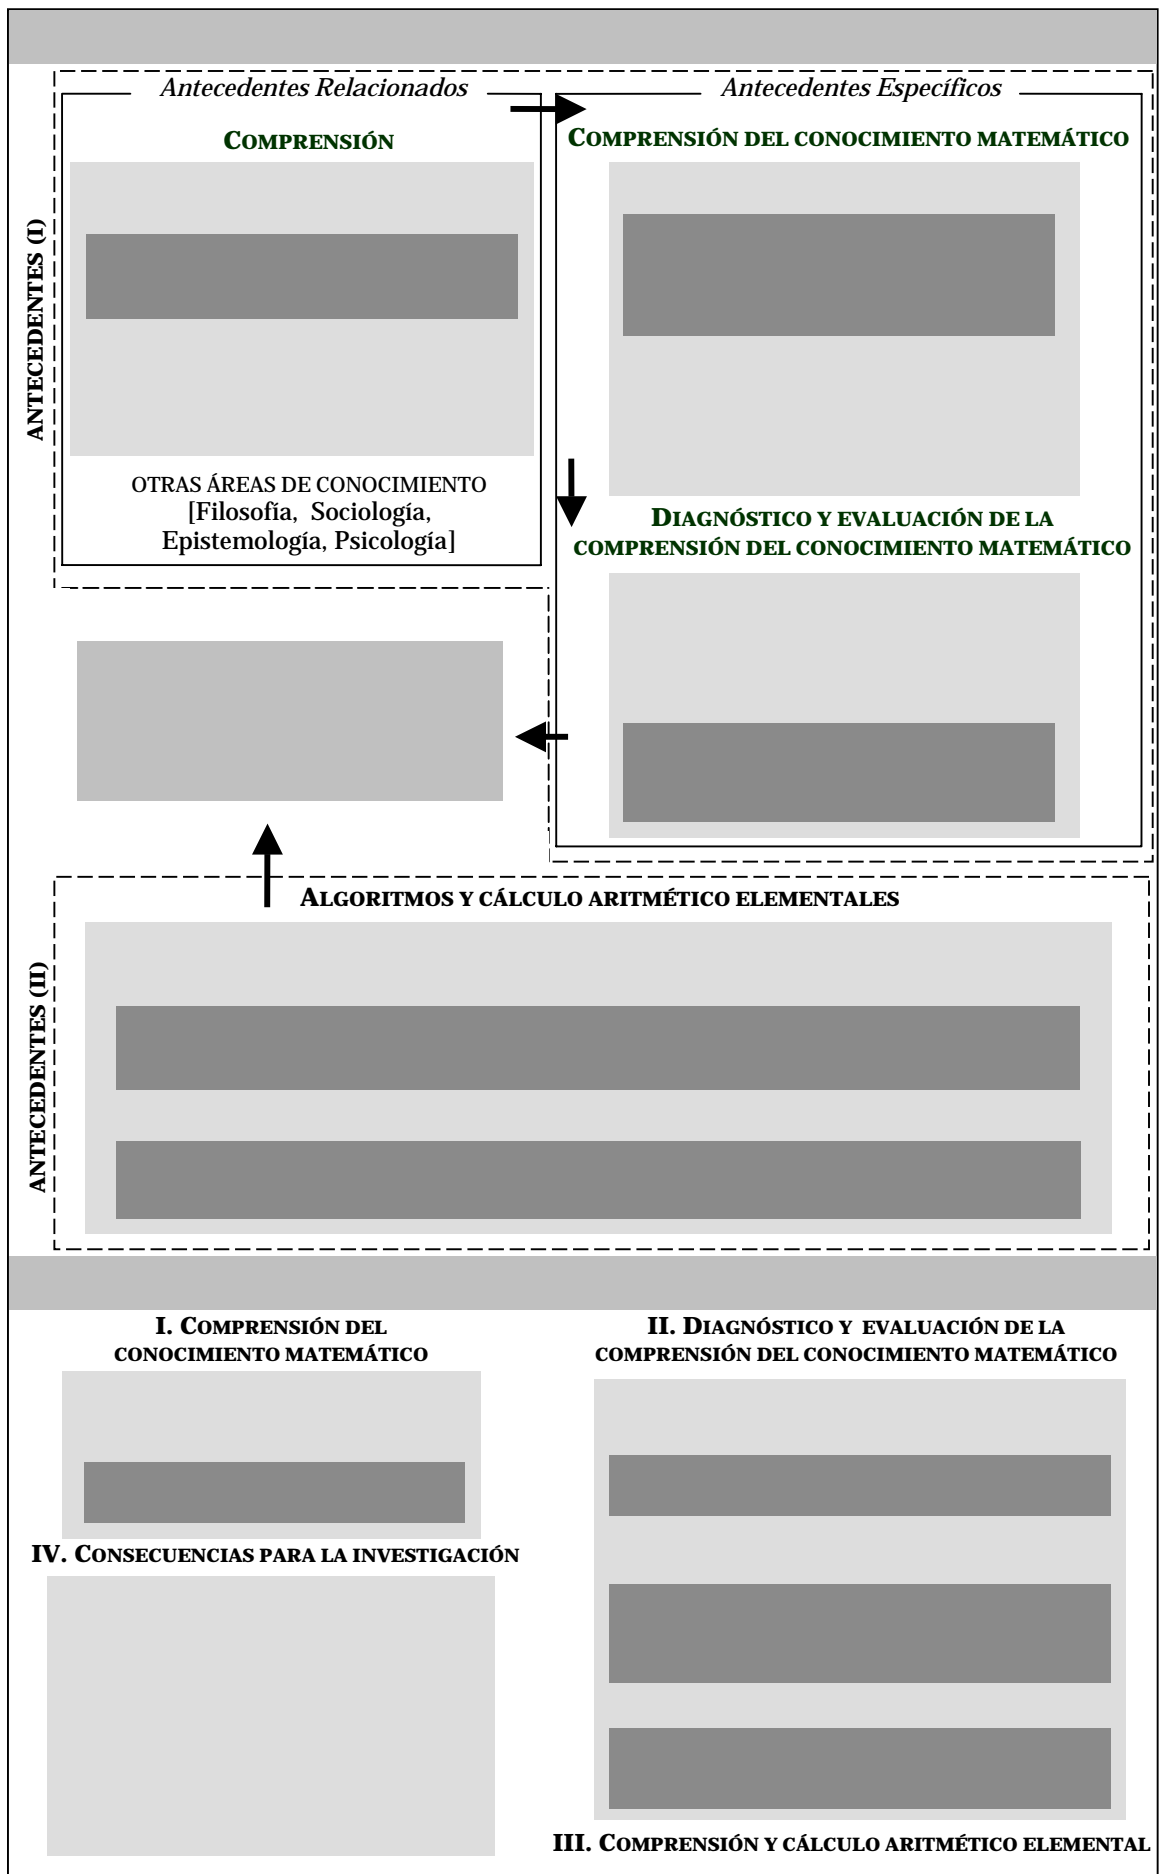 Antecedentes Relacionados
Antecedentes Específicos
COMPRENSIÓN
COMPRENSIÓN DEL CONOCIMIENTO MATEMÁTICO
ANTECEDENTES (I)
OTRAS ÁREAS DE CONOCIMIENTO
[Filosofía, Sociología,
Epistemología, Psicología]
DIAGNÓSTICO Y EVALUACIÓN DE LA
COMPRENSIÓN DEL CONOCIMIENTO MATEMÁTICO
ALGORITMOS Y CÁLCULO ARITMÉTICO ELEMENTALES
ANTECEDENTES (II)
I. COMPRENSIÓN DEL
CONOCIMIENTO MATEMÁTICO
II. DIAGNÓSTICO Y EVALUACIÓN DE LA
COMPRENSIÓN DEL CONOCIMIENTO MATEMÁTICO
IV. CONSECUENCIAS PARA LA INVESTIGACIÓN
III. COMPRENSIÓN Y CÁLCULO ARITMÉTICO ELEMENTAL